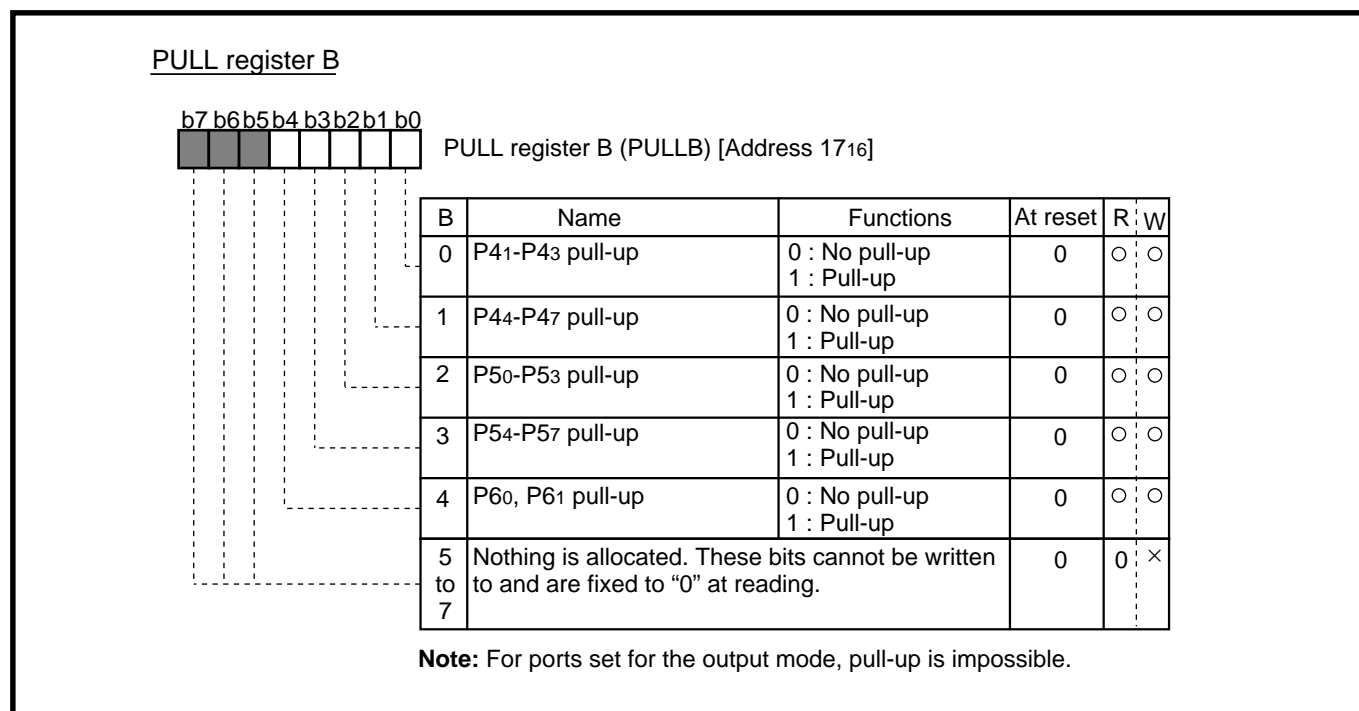 PULL register B
b7 b6 b5 b4 b3 b2 b1 b0
PULL register B (PULLB) [Address 1716]
B Name Functions At reset R W
0 P41-P43 pull-up 0 : No pull-up 0 ○ ○
1 : Pull-up
1 P44-P47 pull-up 0 : No pull-up 0 ○ ○
1 : Pull-up
2 P50-P53 pull-up 0 : No pull-up 0 ○ ○
1 : Pull-up
3 P54-P57 pull-up 0 : No pull-up 0 ○ ○
1 : Pull-up
4 P60, P61 pull-up 0 : No pull-up 0 ○ ○
1 : Pull-up
5 Nothing is allocated. These bits cannot be written 0 0 ×
to to and are fixed to “0” at reading.
7
Note: For ports set for the output mode, pull-up is impossible.